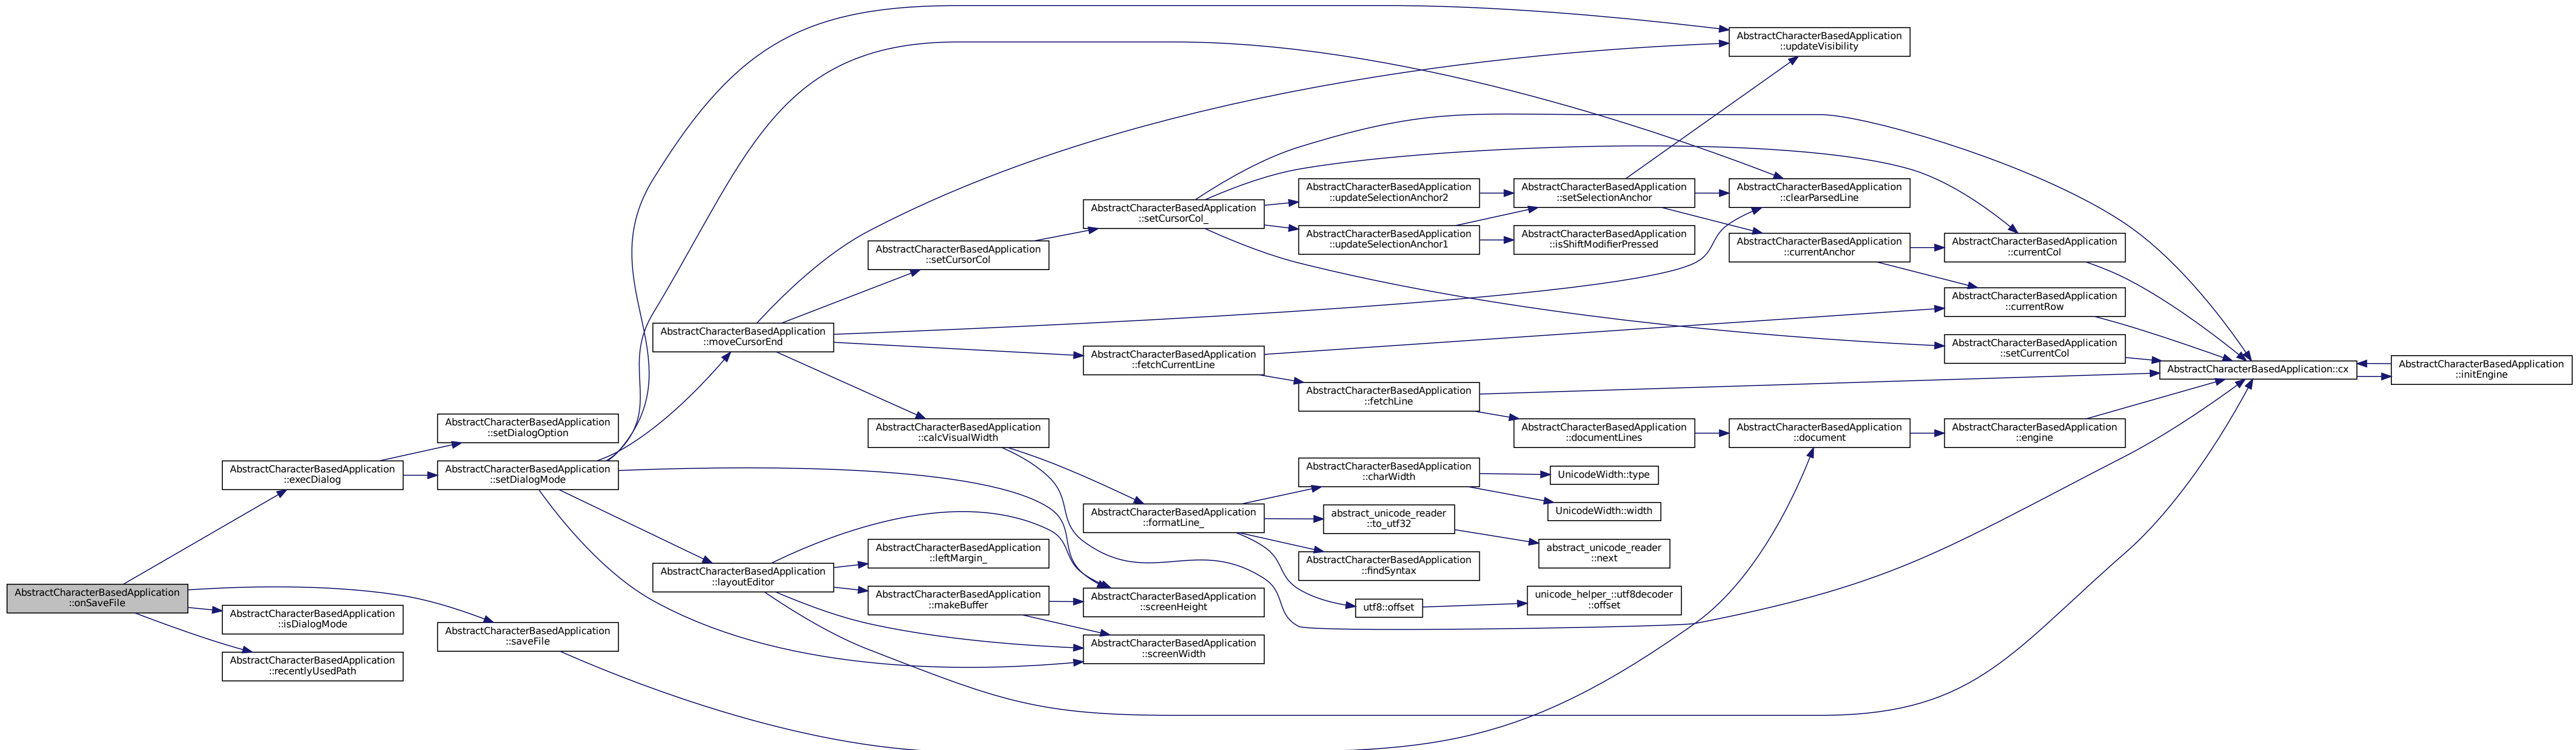 AbstractCharacterBasedApplication
::onSaveFile
AbstractCharacterBasedApplication
::execDialog
AbstractCharacterBasedApplication
::isDialogMode
AbstractCharacterBasedApplication
::recentlyUsedPath
AbstractCharacterBasedApplication
::setDialogOption
AbstractCharacterBasedApplication
::setDialogMode
AbstractCharacterBasedApplication
::saveFile
AbstractCharacterBasedApplication
::moveCursorEnd
AbstractCharacterBasedApplication
::layoutEditor
AbstractCharacterBasedApplication
::setCursorCol
AbstractCharacterBasedApplication
::calcVisualWidth
AbstractCharacterBasedApplication
::leftMargin_
AbstractCharacterBasedApplication
::makeBuffer
AbstractCharacterBasedApplication
::setCursorCol_
AbstractCharacterBasedApplication
::fetchCurrentLine
AbstractCharacterBasedApplication
::formatLine_
AbstractCharacterBasedApplication
::screenHeight
AbstractCharacterBasedApplication
::screenWidth
AbstractCharacterBasedApplication
::updateSelectionAnchor2
AbstractCharacterBasedApplication
::updateSelectionAnchor1
AbstractCharacterBasedApplication
::fetchLine
AbstractCharacterBasedApplication
::charWidth
abstract_unicode_reader
::to_utf32
AbstractCharacterBasedApplication
::findSyntax
utf8::offset
AbstractCharacterBasedApplication
::setSelectionAnchor
AbstractCharacterBasedApplication
::isShiftModifierPressed
AbstractCharacterBasedApplication
::documentLines
UnicodeWidth::type
UnicodeWidth::width
abstract_unicode_reader
::next
unicode_helper_::utf8decoder
::offset
AbstractCharacterBasedApplication
::updateVisibility
AbstractCharacterBasedApplication
::clearParsedLine
AbstractCharacterBasedApplication
::currentAnchor
AbstractCharacterBasedApplication
::document
AbstractCharacterBasedApplication
::currentCol
AbstractCharacterBasedApplication
::currentRow
AbstractCharacterBasedApplication
::setCurrentCol
AbstractCharacterBasedApplication
::engine
AbstractCharacterBasedApplication::cx
AbstractCharacterBasedApplication
::initEngine